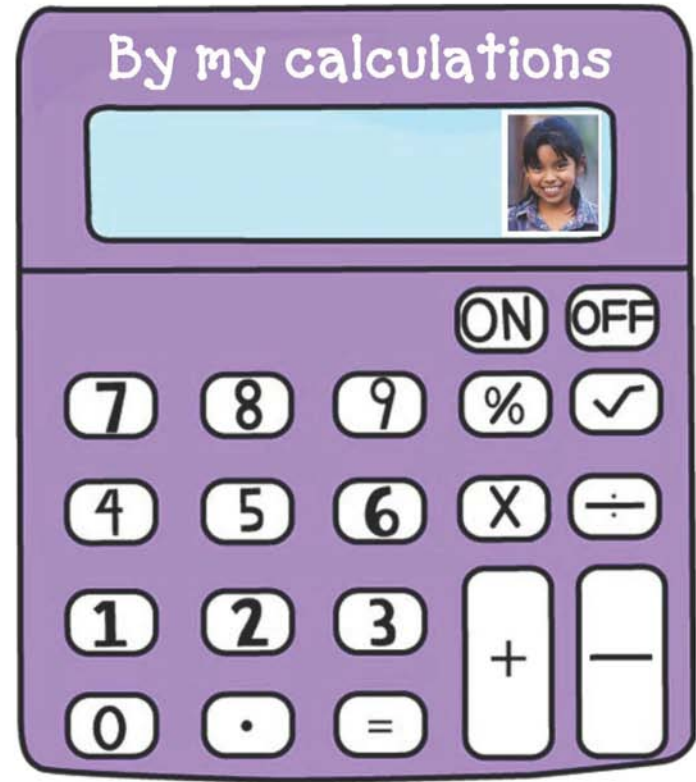 By my calculations
ON OFF
7 8 9 % √
4 5 6 X ÷
1 2 3 + —
0 . =